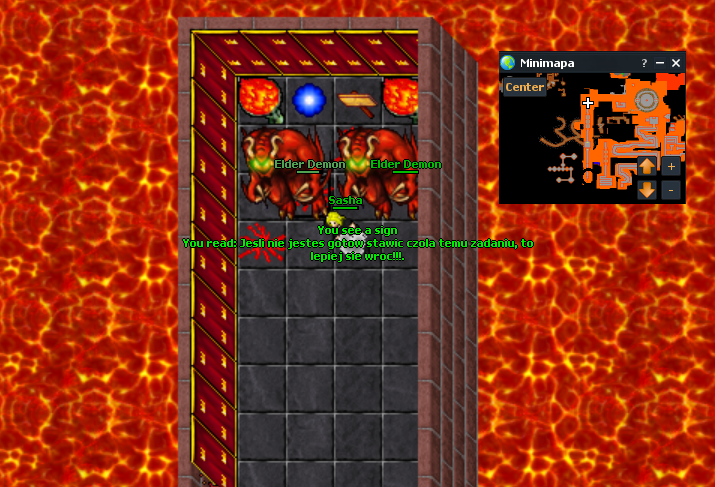 Minimapa
Center
Elder Demon
Elder Demon
Sasha
You see a sign
You read: Jesli nie jestes gotow stawic czola temu zadaniu, to
lepiej sie wroc!!!.